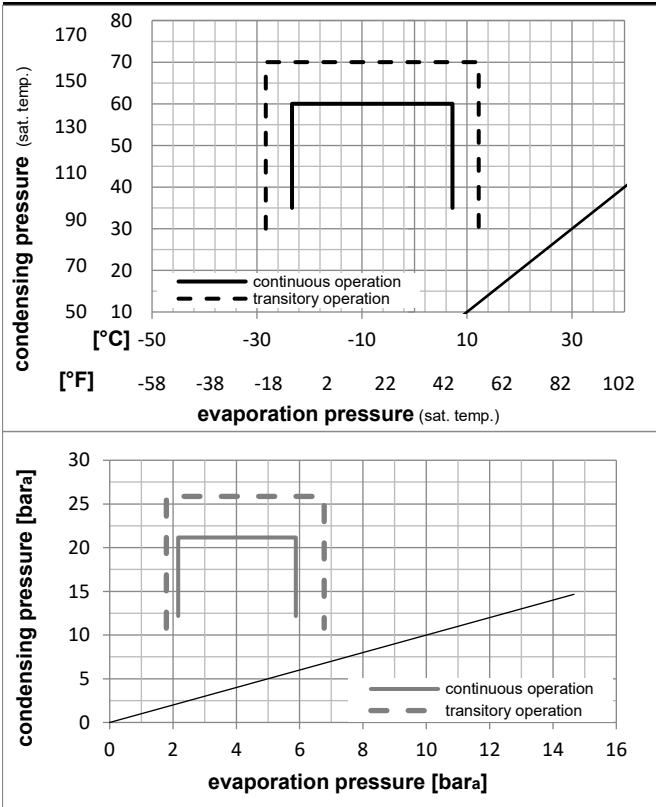 80
170
70
150
60
130
50
110
40
90
30
70
20
50
10
condensing pressure (sat. temp.)
continuous operation
transitory operation
[°C] -50 -30 -10 10 30
[°F] -58 -38 -18 2 22 42 62 82 102
evaporation pressure (sat. temp.)
30
25
20
15
10
5
0
condensing pressure [bara]
continuous operation
transitory operation
0 2 4 6 8 10 12 14 16
evaporation pressure [bara]